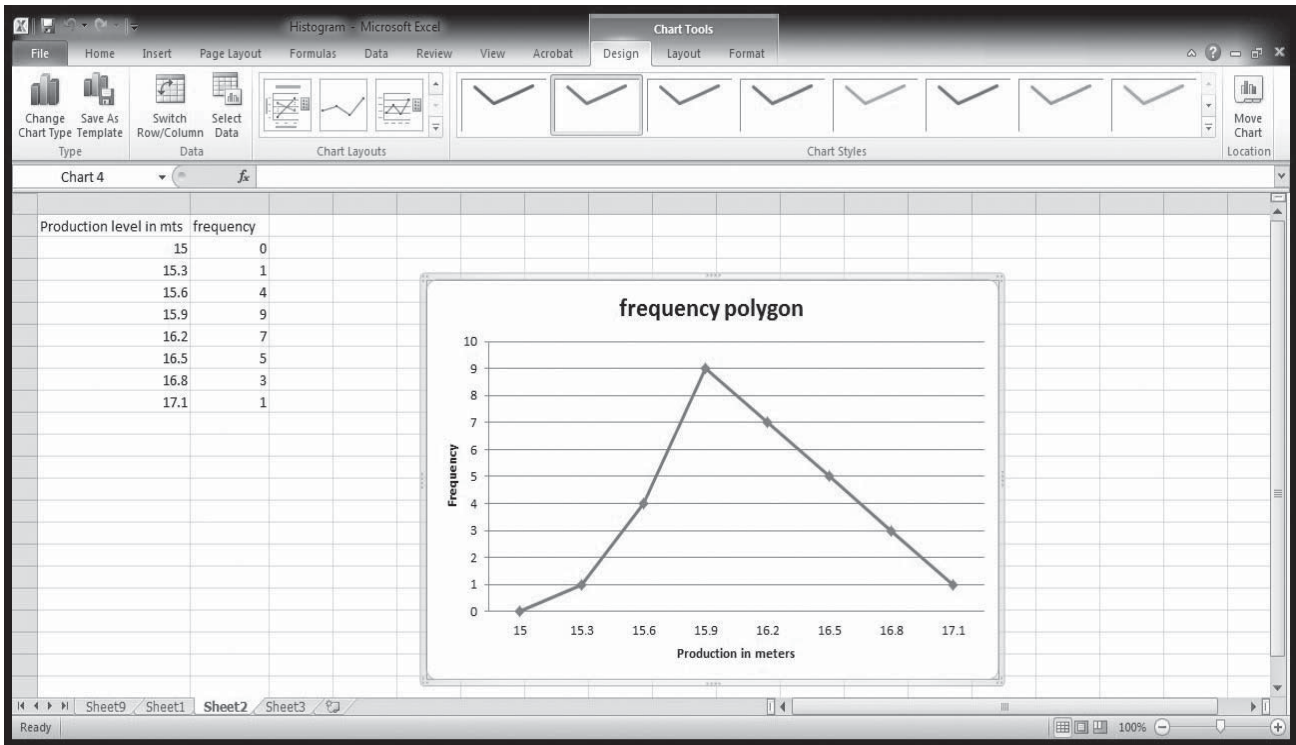 Histogram - Microsoft Excel
Chart Tools
File Home Insert Page Layout Formulas Data Review View Acrobat Design Layout Format
Change Chart Type
Save As Template
Switch Row/Column
Select Data
Move Chart
Type
Data
Chart Layouts
Chart Styles
Location
Chart 4
fx
Production level in mts frequency
15 0
15.3 1
15.6 4
15.9 9
16.2 7
16.5 5
16.8 3
17.1 1
frequency polygon
10
9
8
7
6
5
4
3
2
1
0
Frequency
15 15.3 15.6 15.9 16.2 16.5 16.8 17.1
Production in meters
Sheet9 Sheet1 Sheet2 Sheet3
Ready
100%